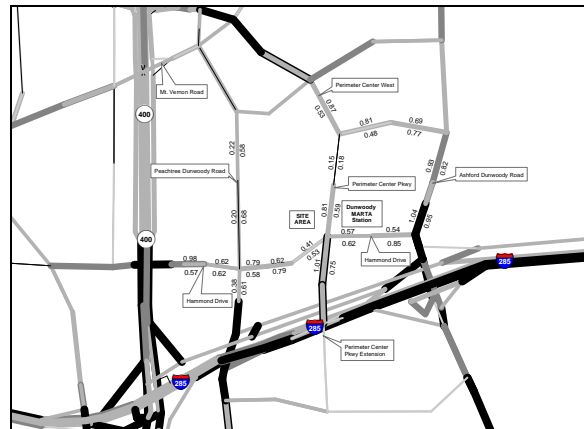 Mt. Vernon Road
Perimeter Center West
400
0.87
0.53
0.81
0.69
0.48
0.77
0.22
0.58
0.15
0.18
0.93
0.82
Peachtree Dunwoody Road
Perimeter Center Pkwy
Ashford Dunwoody Road
0.20
0.68
SITE
AREA
0.81
0.59
Dunwoody
MARTA
Station
1.04
0.95
0.57
0.54
0.62
0.85
400
0.41
0.53
0.98
0.62
0.79
0.62
0.57
0.62
0.58
0.79
1.01
0.75
Hammond Drive
0.38
0.61
Hammond Drive
285
285
Perimeter Center
Pkwy Extension
285